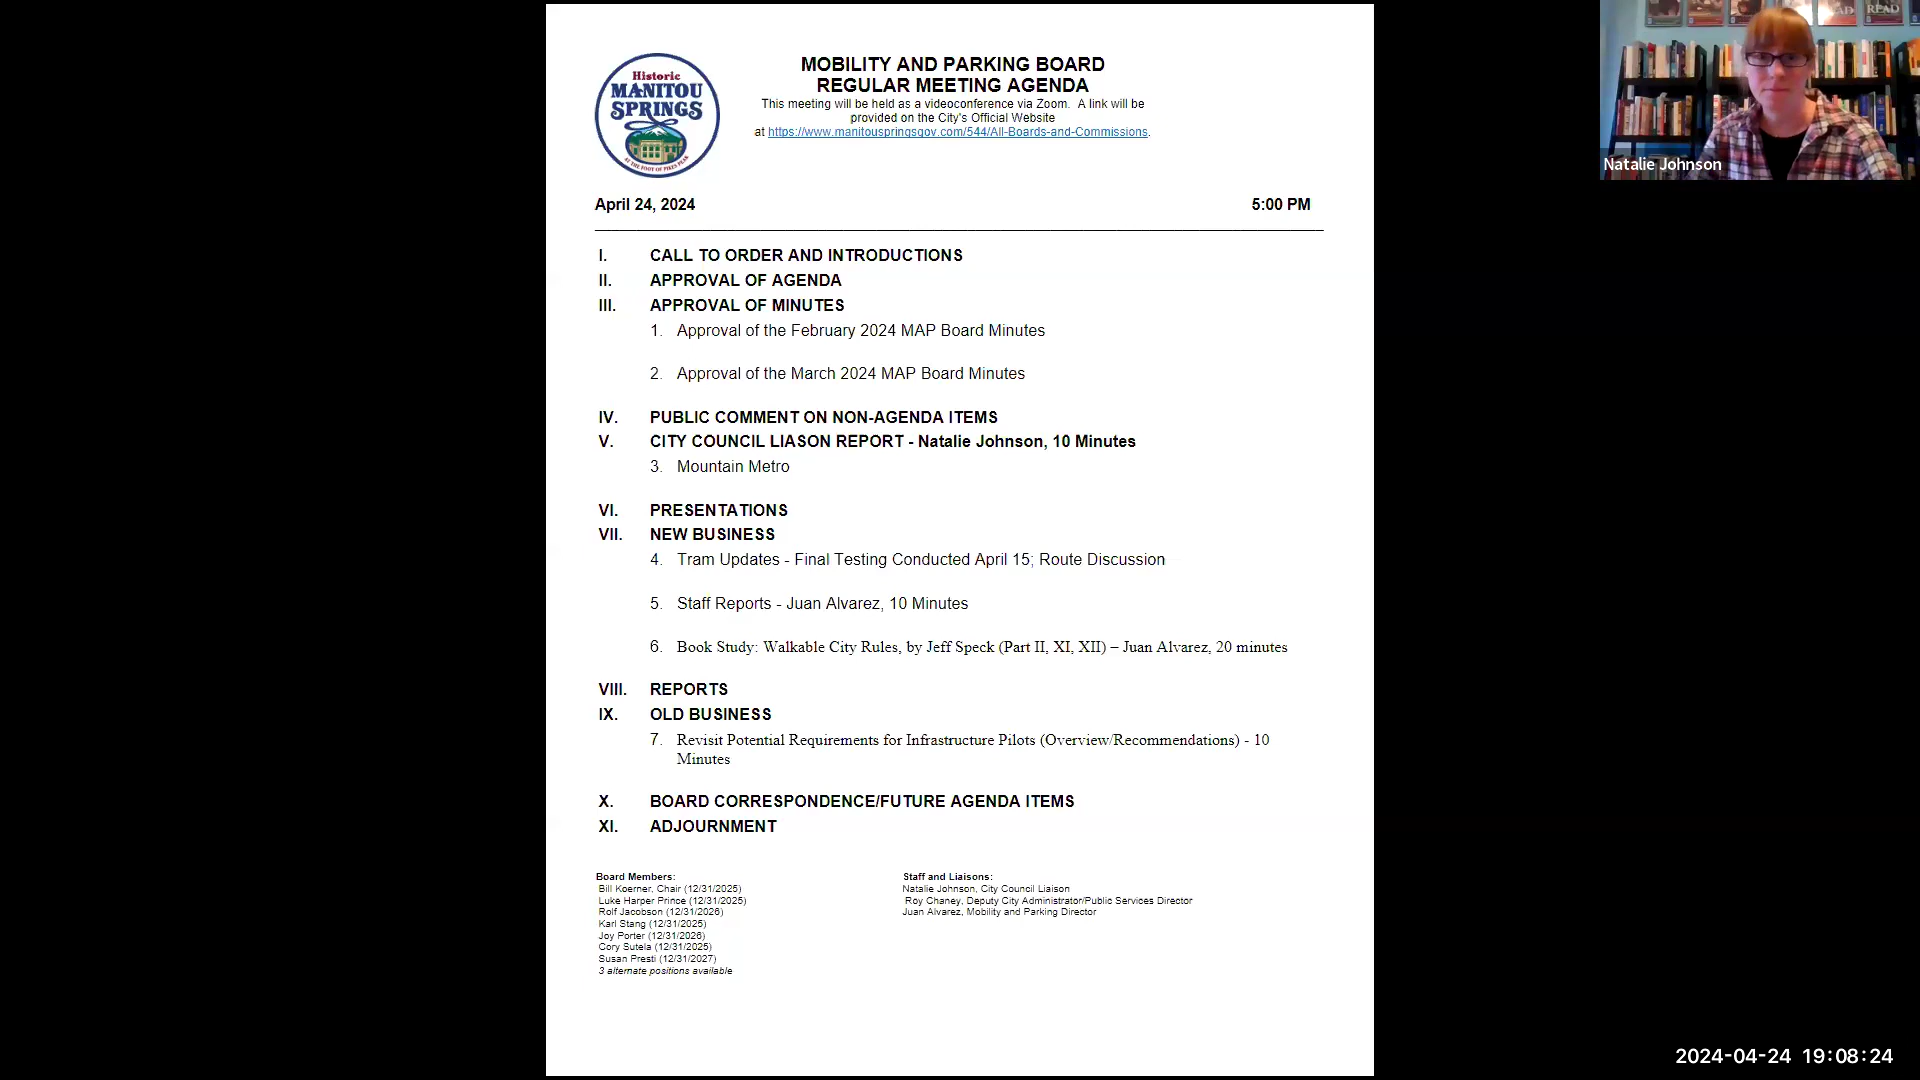 READ
Natalie Johnson
Historic
MANITOU
SPRINGS
AT THE FOOT OF PIKES PEAK
MOBILITY AND PARKING BOARD
REGULAR MEETING AGENDA
This meeting will be held as a videoconference via Zoom. A link will be
provided on the City's Official Website
at https://www.manitouspringsgov.com/544/All-Boards-and-Commissions.
April 24, 2024 5:00 PM
I. CALL TO ORDER AND INTRODUCTIONS
II. APPROVAL OF AGENDA
III. APPROVAL OF MINUTES
1. Approval of the February 2024 MAP Board Minutes
2. Approval of the March 2024 MAP Board Minutes
IV. PUBLIC COMMENT ON NON-AGENDA ITEMS
V. CITY COUNCIL LIASON REPORT - Natalie Johnson, 10 Minutes
3. Mountain Metro
VI. PRESENTATIONS
VII. NEW BUSINESS
4. Tram Updates - Final Testing Conducted April 15; Route Discussion
5. Staff Reports - Juan Alvarez, 10 Minutes
6. Book Study: Walkable City Rules, by Jeff Speck (Part II, XI, XII) – Juan Alvarez, 20 minutes
VIII. REPORTS
IX. OLD BUSINESS
7. Revisit Potential Requirements for Infrastructure Pilots (Overview/Recommendations) - 10
Minutes
X. BOARD CORRESPONDENCE/FUTURE AGENDA ITEMS
XI. ADJOURNMENT
Board Members:
Bill Koerner, Chair (12/31/2025)
Luke Harper Prince (12/31/2025)
Rolf Jacobson (12/31/2026)
Karl Stang (12/31/2025)
Joy Porter (12/31/2026)
Cory Sutela (12/31/2025)
Susan Presti (12/31/2027)
3 alternate positions available
Staff and Liaisons:
Natalie Johnson, City Council Liaison
Roy Chaney, Deputy City Administrator/Public Services Director
Juan Alvarez, Mobility and Parking Director
2024-04-24 19:08:24